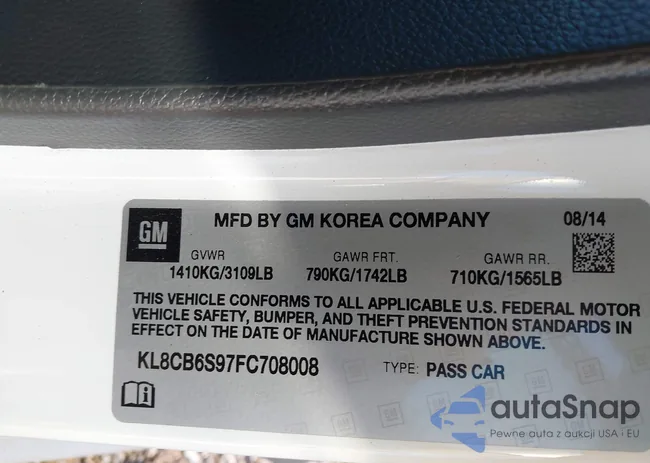 GM MFD BY GM KOREA COMPANY 08/14
GVWR GAWR FRT. GAWR RR.
1410KG/3109LB 790KG/1742LB 710KG/1565LB
THIS VEHICLE CONFORMS TO ALL APPLICABLE U.S. FEDERAL MOTOR
VEHICLE SAFETY, BUMPER, AND THEFT PREVENTION STANDARDS IN
EFFECT ON THE DATE OF MANUFACTURE SHOWN ABOVE.
KL8CB6S97FC708008 TYPE: PASS CAR
autaSnap
Pewne auta z aukcji USA i EU